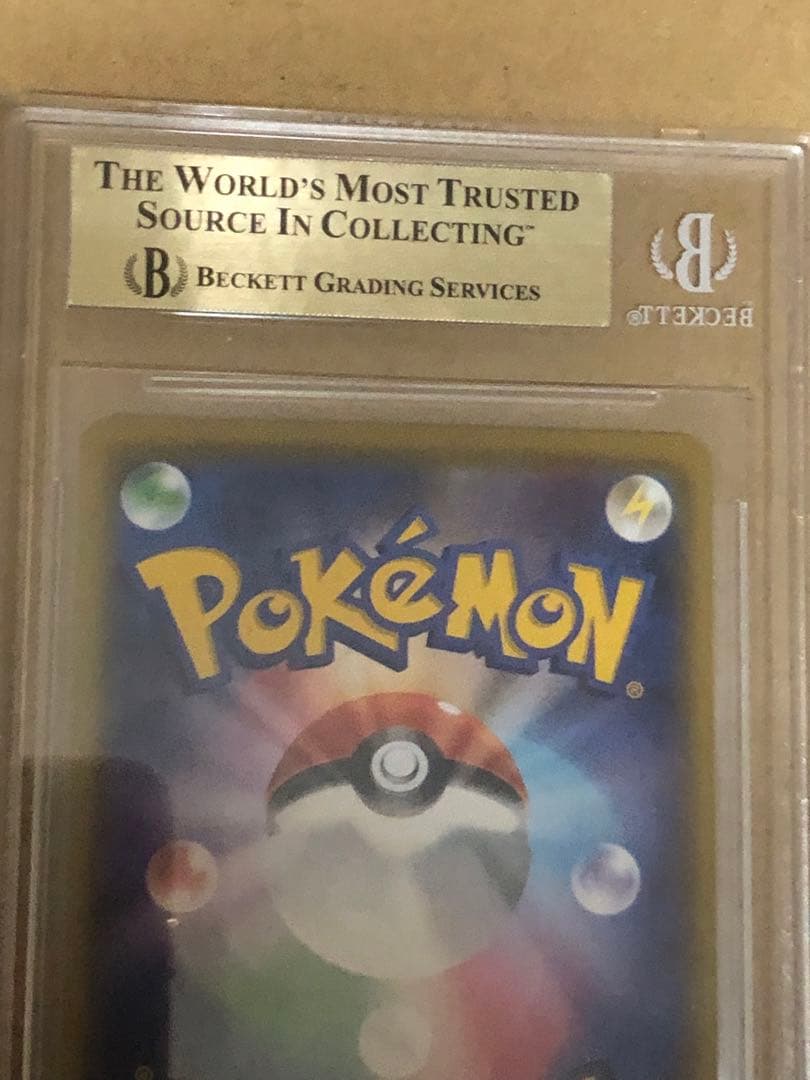 THE WORLD'S MOST TRUSTED
SOURCE IN COLLECTING™
B BECKETT GRADING SERVICES
B
BECKETT®
POKéMON®